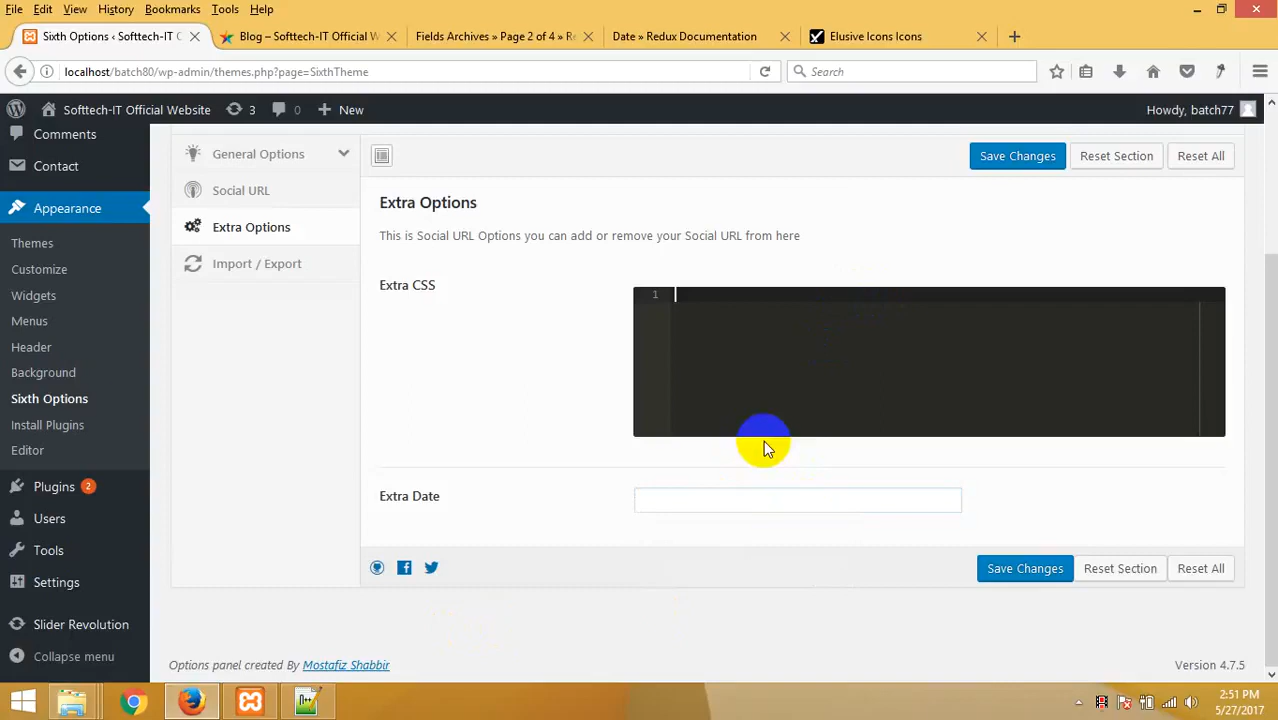 File Edit View History Bookmarks Tools Help
Sixth Options ‹ Softtech-IT O
Blog – Softtech-IT Official W
Fields Archives » Page 2 of 4 » Re
Date » Redux Documentation
Elusive Icons Icons
localhost/batch80/wp-admin/themes.php?page=SixthTheme
Search
Softtech-IT Official Website 3 0 New Howdy, batch77
Comments
Contact
Appearance
Themes
Customize
Widgets
Menus
Header
Background
Sixth Options
Install Plugins
Editor
Plugins 2
Users
Tools
Settings
Slider Revolution
Collapse menu
General Options
Social URL
Extra Options
Import / Export
Save Changes Reset Section Reset All
Extra Options
This is Social URL Options you can add or remove your Social URL from here
Extra CSS
1
Extra Date
Save Changes Reset Section Reset All
Options panel created By Mostafiz Shabbir Version 4.7.5
2:51 PM
5/27/2017